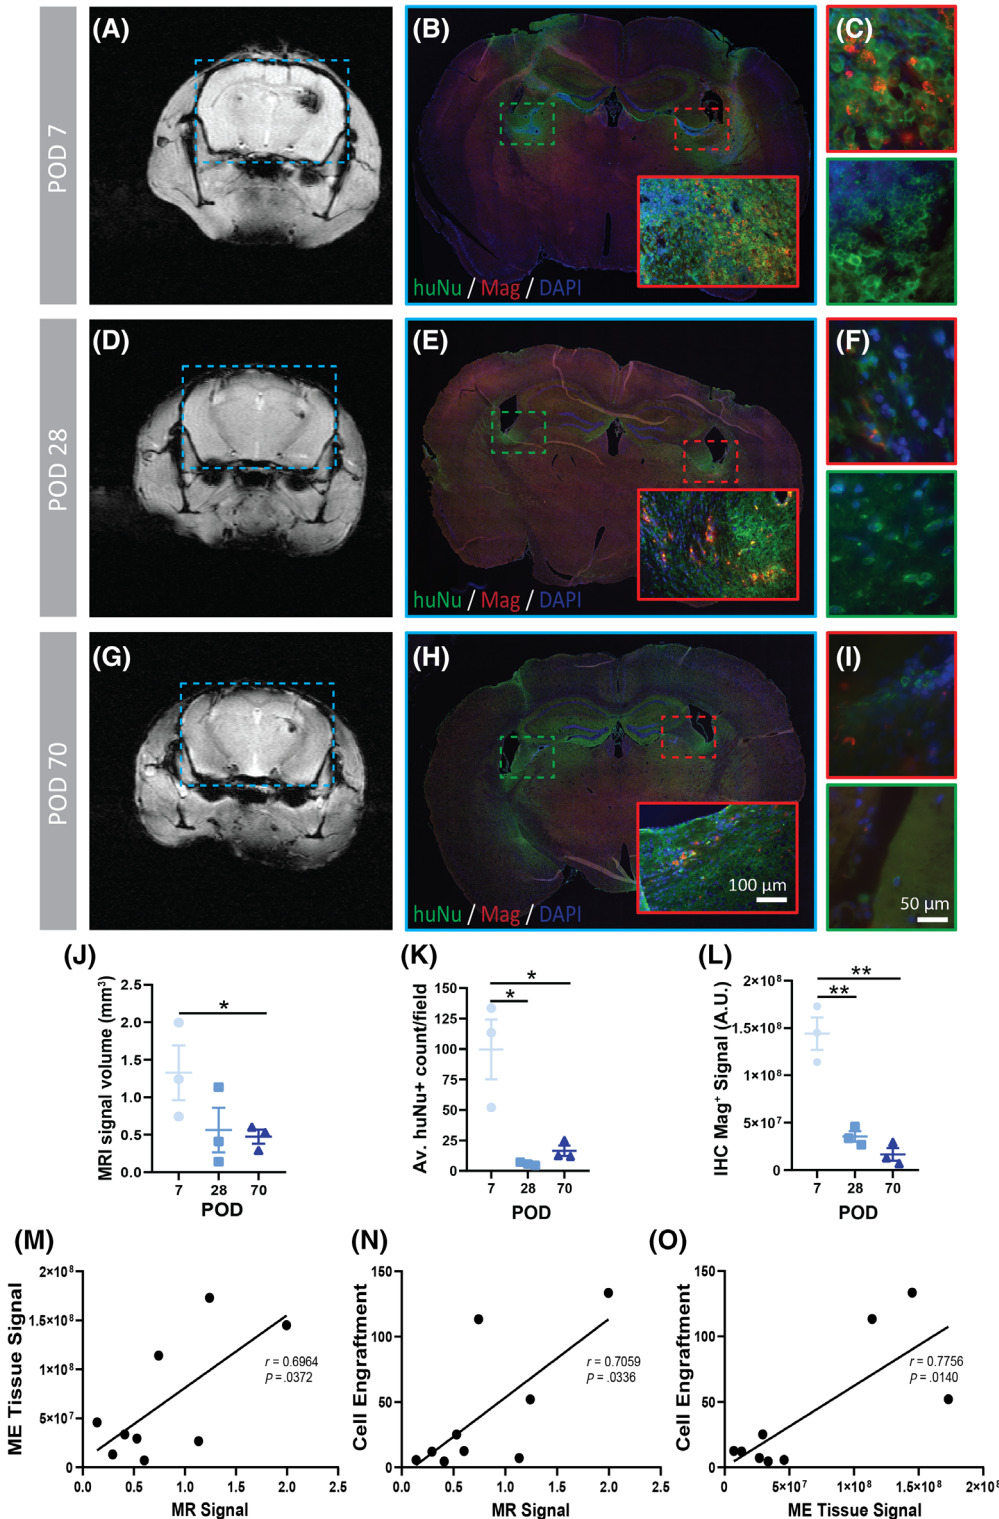 POD 7
(A)
(B)
huNu / Mag / DAPI
(C)
POD 28
(D)
(E)
huNu / Mag / DAPI
(F)
POD 70
(G)
(H)
huNu / Mag / DAPI
100 µm
(I)
50 µm
(J)
MRI signal volume (mm³)
2.5
2.0
1.5
1.0
0.5
0.0
*
7 28 70
POD
(K)
Av. huNu+ count/field
150
125
100
75
50
25
0
*
*
7 28 70
POD
(L)
IHC Mag⁺ Signal (A.U.)
2×10⁸
1.5×10⁸
1×10⁸
5×10⁷
0
**
**
7 28 70
POD
(M)
ME Tissue Signal
2×10⁸
1.5×10⁸
1×10⁸
5×10⁷
0
r = 0.6964
P = .0372
0.0 0.5 1.0 1.5 2.0 2.5
MR Signal
(N)
Cell Engraftment
150
100
50
0
r = 0.7059
P = .0336
0.0 0.5 1.0 1.5 2.0 2.5
MR Signal
(O)
Cell Engraftment
150
100
50
0
r = 0.7756
P = .0140
0 5×10⁷ 1×10⁸ 1.5×10⁸ 2×10⁸
ME Tissue Signal